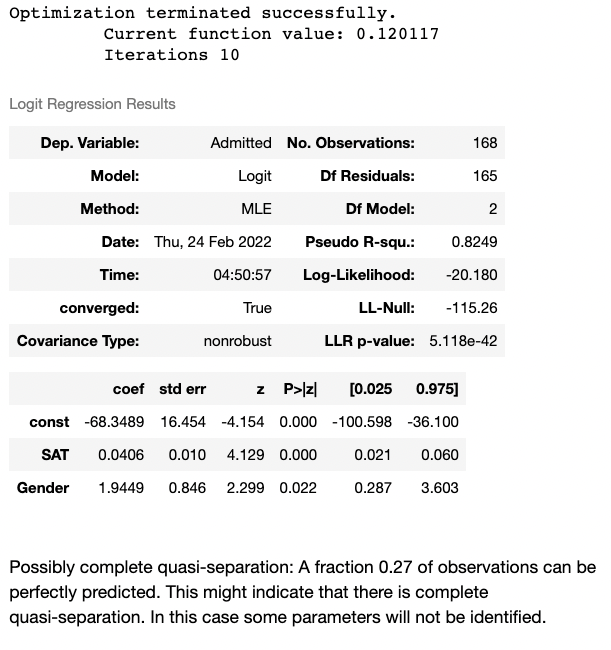 Optimization terminated successfully.
Current function value: 0.120117
Iterations 10
Logit Regression Results
Dep. Variable: Admitted No. Observations: 168
Model: Logit Df Residuals: 165
Method: MLE Df Model: 2
Date: Thu, 24 Feb 2022 Pseudo R-squ.: 0.8249
Time: 04:50:57 Log-Likelihood: -20.180
converged: True LL-Null: -115.26
Covariance Type: nonrobust LLR p-value: 5.118e-42
coef std err z P>|z| [0.025 0.975]
const -68.3489 16.454 -4.154 0.000 -100.598 -36.100
SAT 0.0406 0.010 4.129 0.000 0.021 0.060
Gender 1.9449 0.846 2.299 0.022 0.287 3.603
Possibly complete quasi-separation: A fraction 0.27 of observations can be
perfectly predicted. This might indicate that there is complete
quasi-separation. In this case some parameters will not be identified.